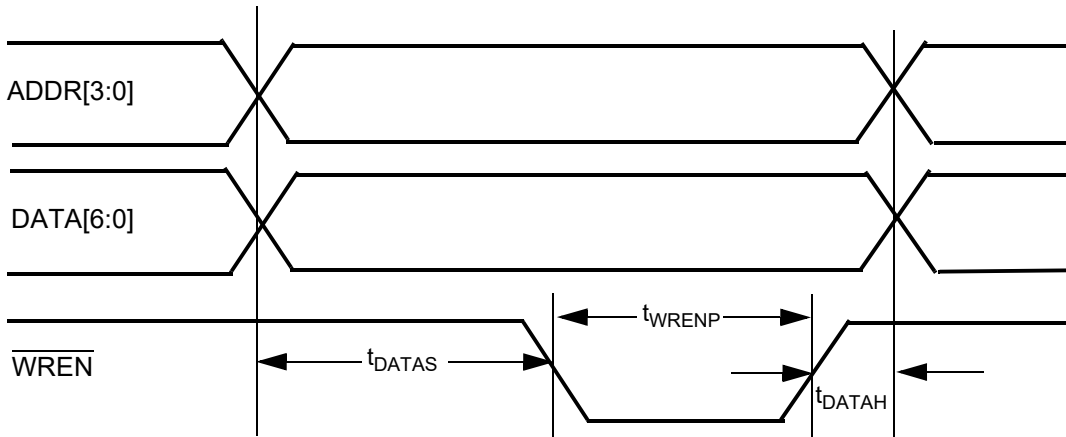 ADDR[3:0]
DATA[6:0]
tWRENP
WREN
tDATAS
tDATAH